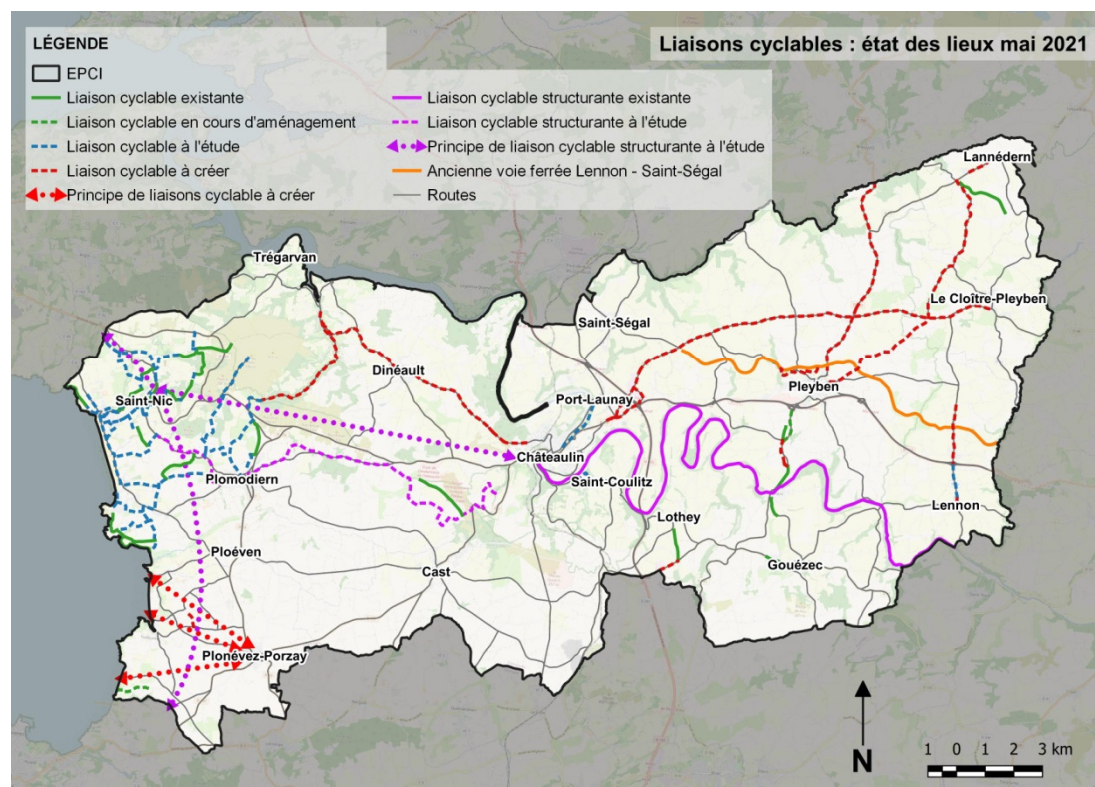 Liaisons cyclables : état des lieux mai 2021
LÉGENDE
EPCI
Liaison cyclable existante
Liaison cyclable en cours d'aménagement
Liaison cyclable à l'étude
Liaison cyclable à créer
Principe de liaisons cyclable à créer
Liaison cyclable structurante existante
Liaison cyclable structurante à l'étude
Principe de liaison cyclable structurante à l'étude
Ancienne voie ferrée Lennon - Saint-Ségal
Routes
Lannédern
Trégarvan
Le Cloître-Pleyben
Saint-Ségal
Dinéault
Pleyben
Saint-Nic
Port-Launay
Châteaulin
Plomodiern
Saint-Coulitz
Lennon
Lothey
Ploéven
Gouézec
Cast
Plonévez-Porzay
N
1 0 1 2 3 km